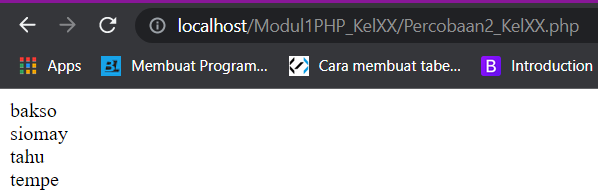 localhost/Modul1PHP_KelXX/Percobaan2_KelXX.php
Apps Membuat Program... Cara membuat tabe... B Introduction
bakso
siomay
tahu
tempe